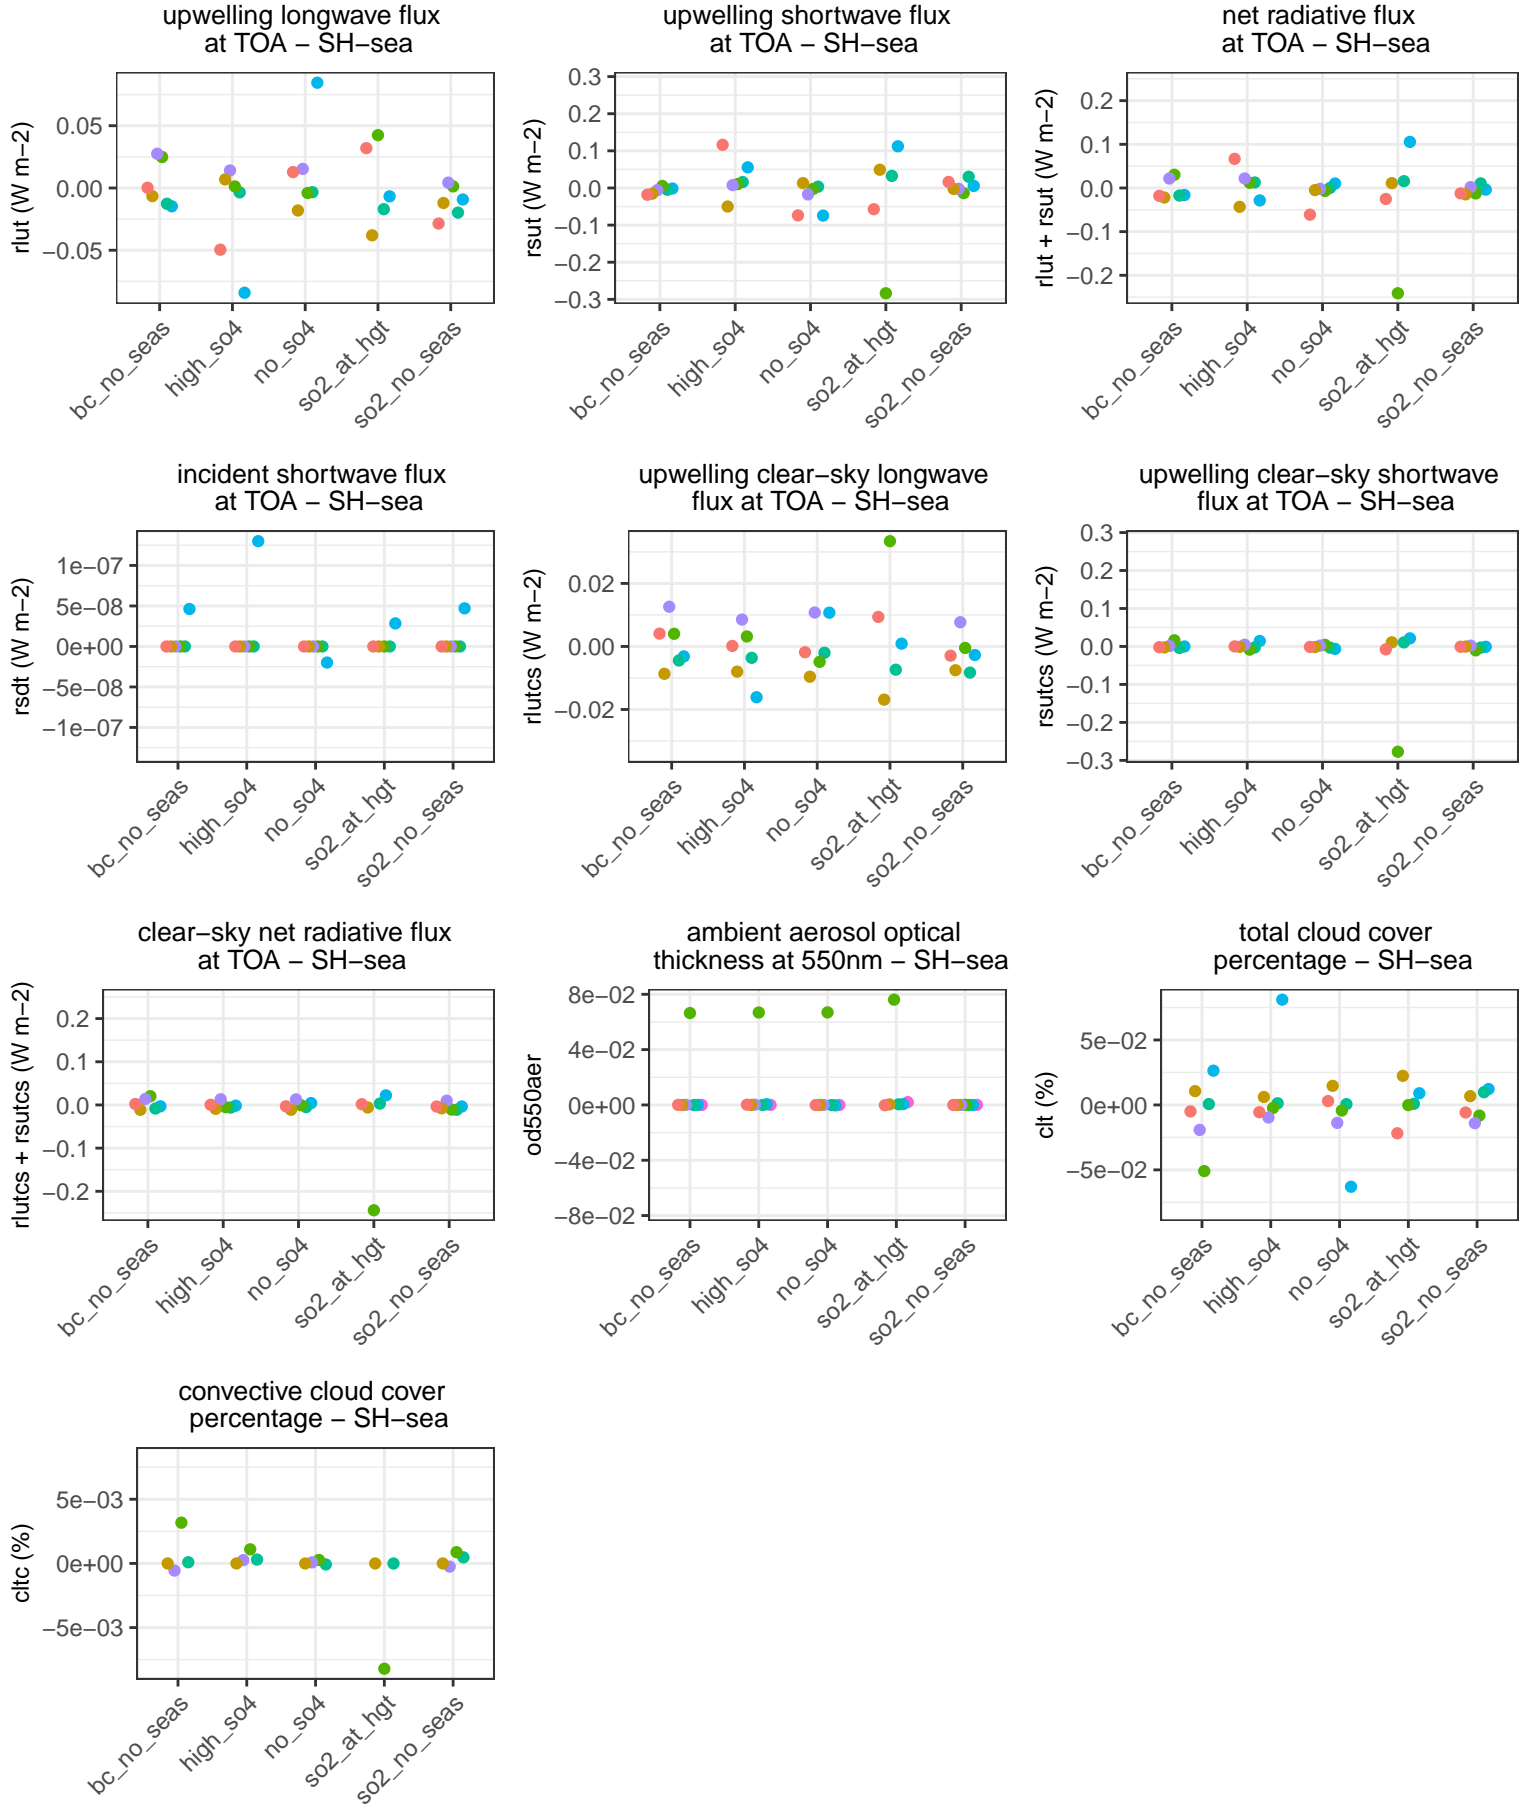 upwelling longwave flux
at TOA − SH−sea
rlut (W m−2)
0.05
0.00
−0.05
bc_no_seas
high_so4
no_so4
so2_at_hgt
so2_no_seas
upwelling shortwave flux
at TOA − SH−sea
rsut (W m−2)
0.3
0.2
0.1
0.0
−0.1
−0.2
−0.3
bc_no_seas
high_so4
no_so4
so2_at_hgt
so2_no_seas
net radiative flux
at TOA − SH−sea
rlut + rsut (W m−2)
0.2
0.1
0.0
−0.1
−0.2
bc_no_seas
high_so4
no_so4
so2_at_hgt
so2_no_seas
incident shortwave flux
at TOA − SH−sea
rsdt (W m−2)
1e−07
5e−08
0e+00
−5e−08
−1e−07
bc_no_seas
high_so4
no_so4
so2_at_hgt
so2_no_seas
upwelling clear−sky longwave
flux at TOA − SH−sea
rlutcs (W m−2)
0.02
0.00
−0.02
bc_no_seas
high_so4
no_so4
so2_at_hgt
so2_no_seas
upwelling clear−sky shortwave
flux at TOA − SH−sea
rsutcs (W m−2)
0.3
0.2
0.1
0.0
−0.1
−0.2
−0.3
bc_no_seas
high_so4
no_so4
so2_at_hgt
so2_no_seas
clear−sky net radiative flux
at TOA − SH−sea
rlutcs + rsutcs (W m−2)
0.2
0.1
0.0
−0.1
−0.2
bc_no_seas
high_so4
no_so4
so2_at_hgt
so2_no_seas
ambient aerosol optical
thickness at 550nm − SH−sea
od550aer
8e−02
4e−02
0e+00
−4e−02
−8e−02
bc_no_seas
high_so4
no_so4
so2_at_hgt
so2_no_seas
total cloud cover
percentage − SH−sea
clt (%)
5e−02
0e+00
−5e−02
bc_no_seas
high_so4
no_so4
so2_at_hgt
so2_no_seas
convective cloud cover
percentage − SH−sea
cltc (%)
5e−03
0e+00
−5e−03
bc_no_seas
high_so4
no_so4
so2_at_hgt
so2_no_seas